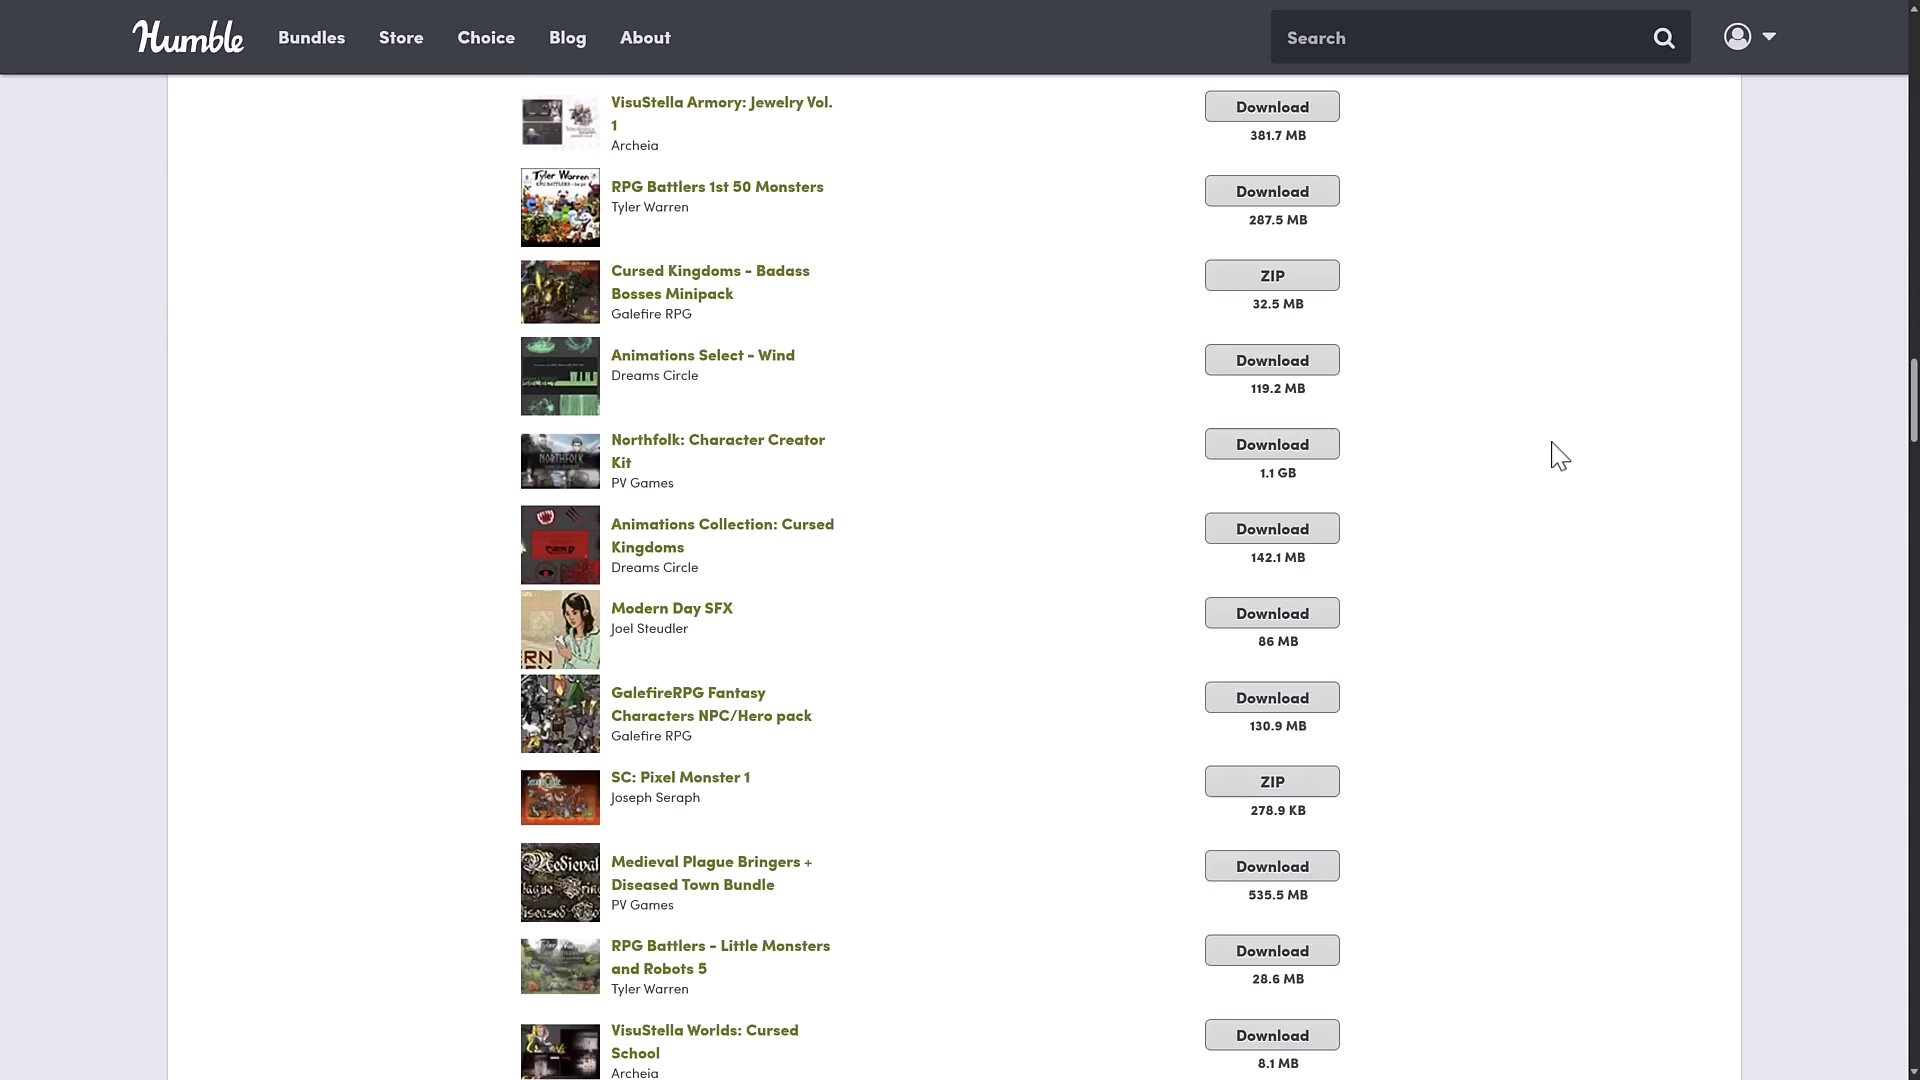 Humble
Bundles
Store
Choice
Blog
About
Search
VisuStella Armory: Jewelry Vol.
1
Archeia
Download
381.7 MB
Tyler Warren
RPG Battlers 1st 50 Monsters
Tyler Warren
Download
287.5 MB
Cursed Kingdoms - Badass
Bosses Minipack
Galefire RPG
ZIP
32.5 MB
Animations Select - Wind
Dreams Circle
Download
119.2 MB
NORTHFOLK
Northfolk: Character Creator
Kit
PV Games
Download
1.1 GB
Animations Collection: Cursed
Kingdoms
Dreams Circle
Download
142.1 MB
RN
Modern Day SFX
Joel Steudler
Download
86 MB
GalefireRPG Fantasy
Characters NPC/Hero pack
Galefire RPG
Download
130.9 MB
SC: Pixel Monster 1
Joseph Seraph
ZIP
278.9 KB
Medieval
Medieval Plague Bringers +
Diseased Town Bundle
PV Games
Download
535.5 MB
RPG Battlers - Little Monsters
and Robots 5
Tyler Warren
Download
28.6 MB
VisuStella Worlds: Cursed
School
Archeia
Download
8.1 MB